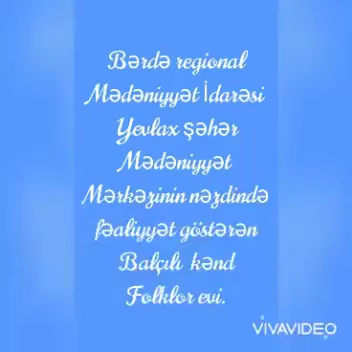 Bərdə regional
Mədəniyyət İdarəsi
Yevlax şəhər
Mədəniyyət
Mərkəzinin nəzdində
fəaliyyət göstərən
Balçılı kənd
Folklor evi.
VIVAVIDEO